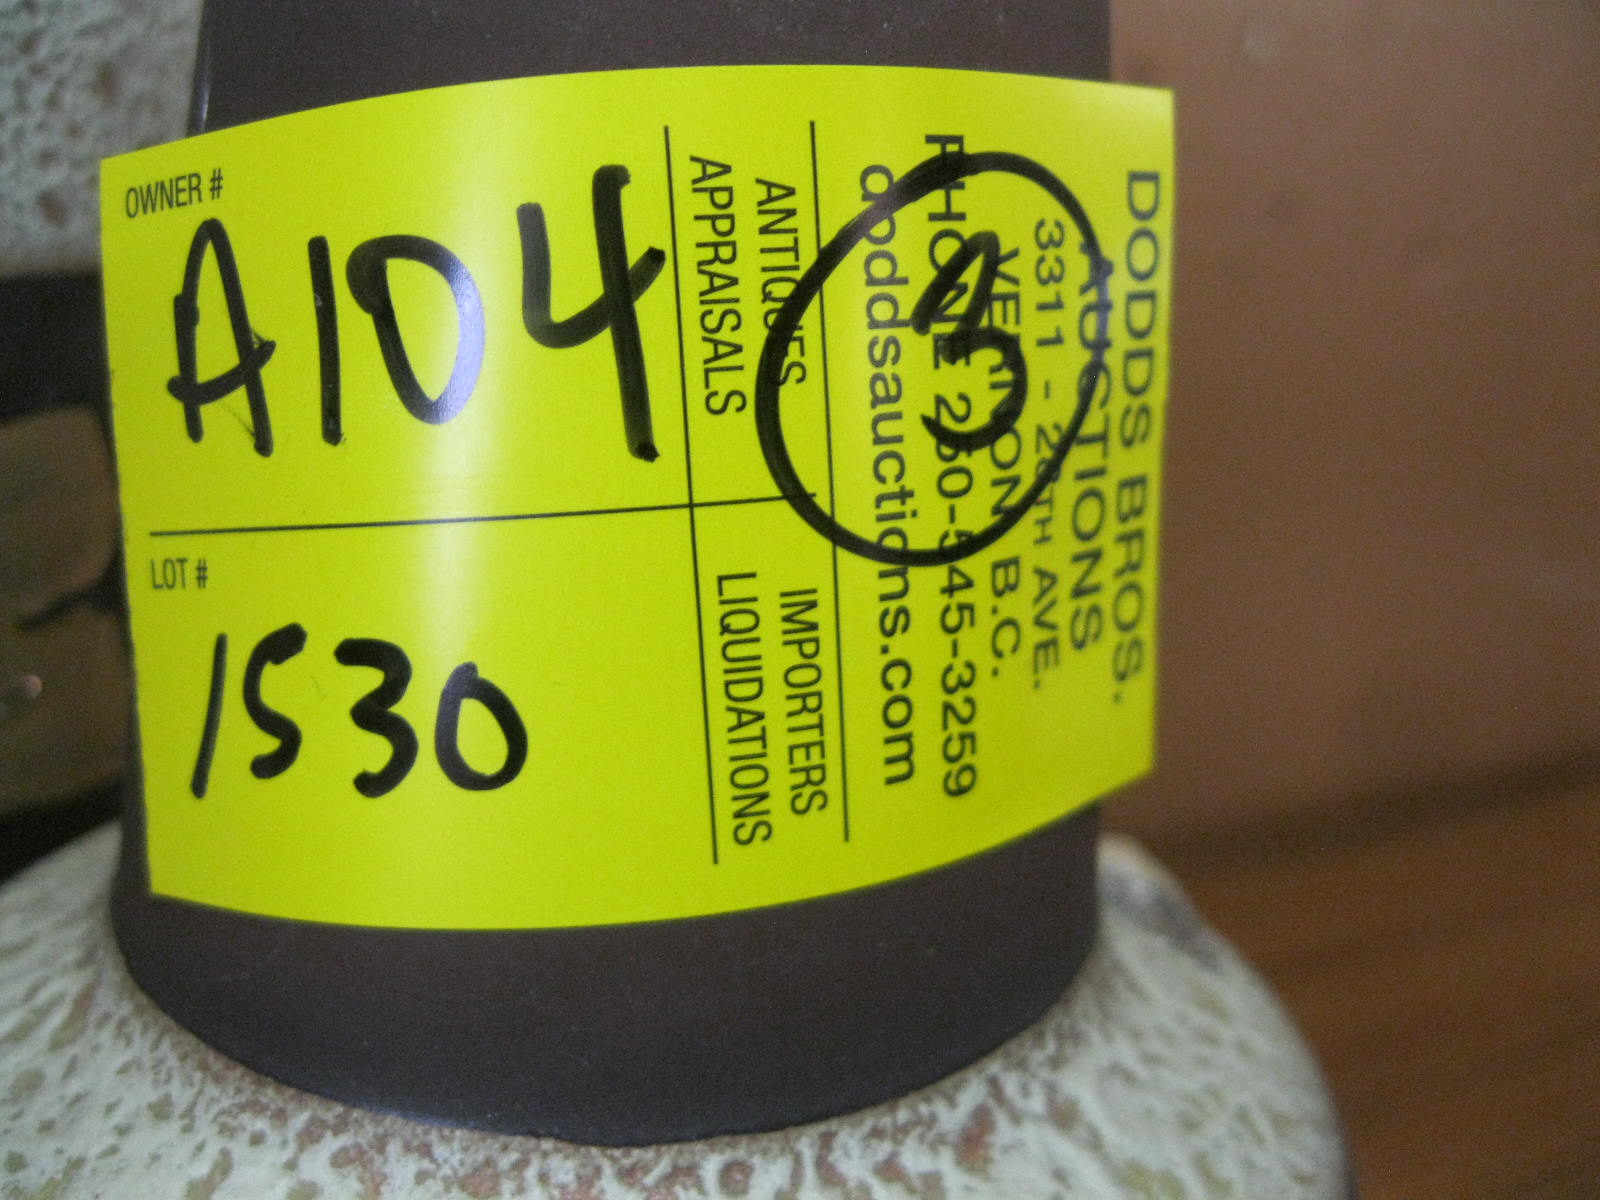 OWNER #
A104
LOT #
1530
ANTIQUES
APPRAISALS
IMPORTERS
LIQUIDATIONS
DODDS BROS.
AUCTIONS
3311 - 28TH AVE.
VERNON B.C.
PHONE 250-545-3259
doddsauctions.com
3